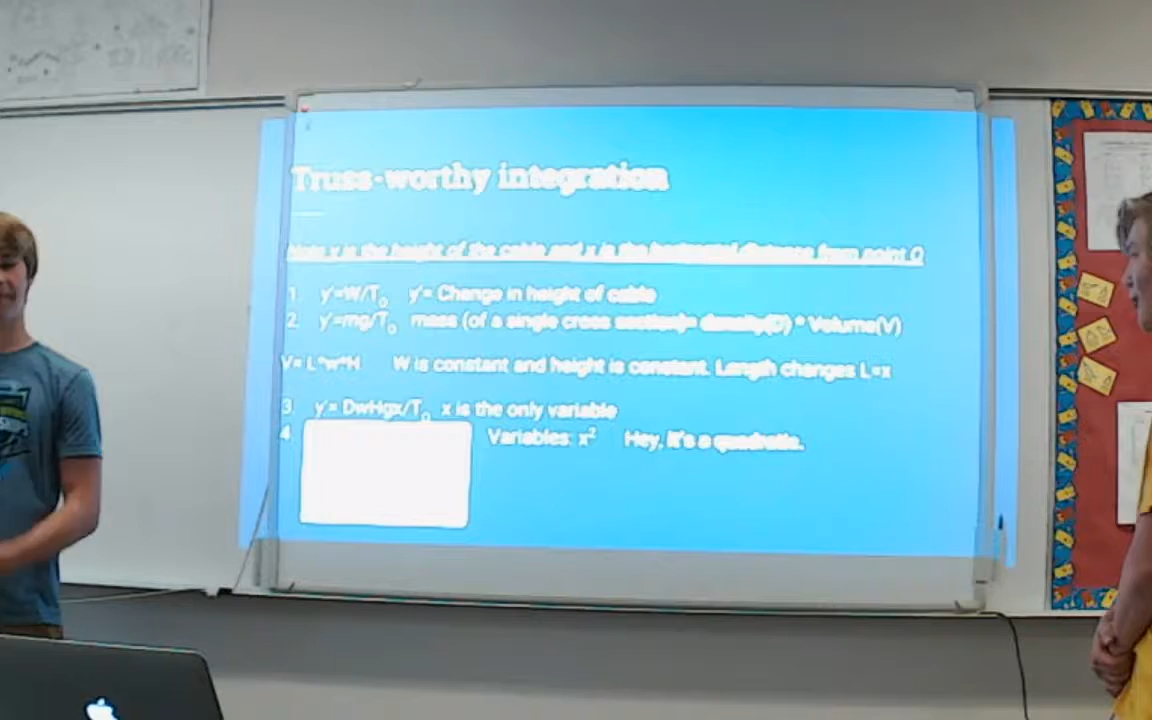 Truss-worthy integration
Note y is the height of the cable and x is the horizontal distance from point O
1. y'=W/T₀ y'= Change in height of cable
2. y'=mg/T₀ mass (of a single cross section)= density(D) * Volume(V)
V= L*w*H W is constant and height is constant. Length changes L=x
3. y'= DwHgx/T₀ x is the only variable
4. Variables: x² Hey, it's a quadratic.